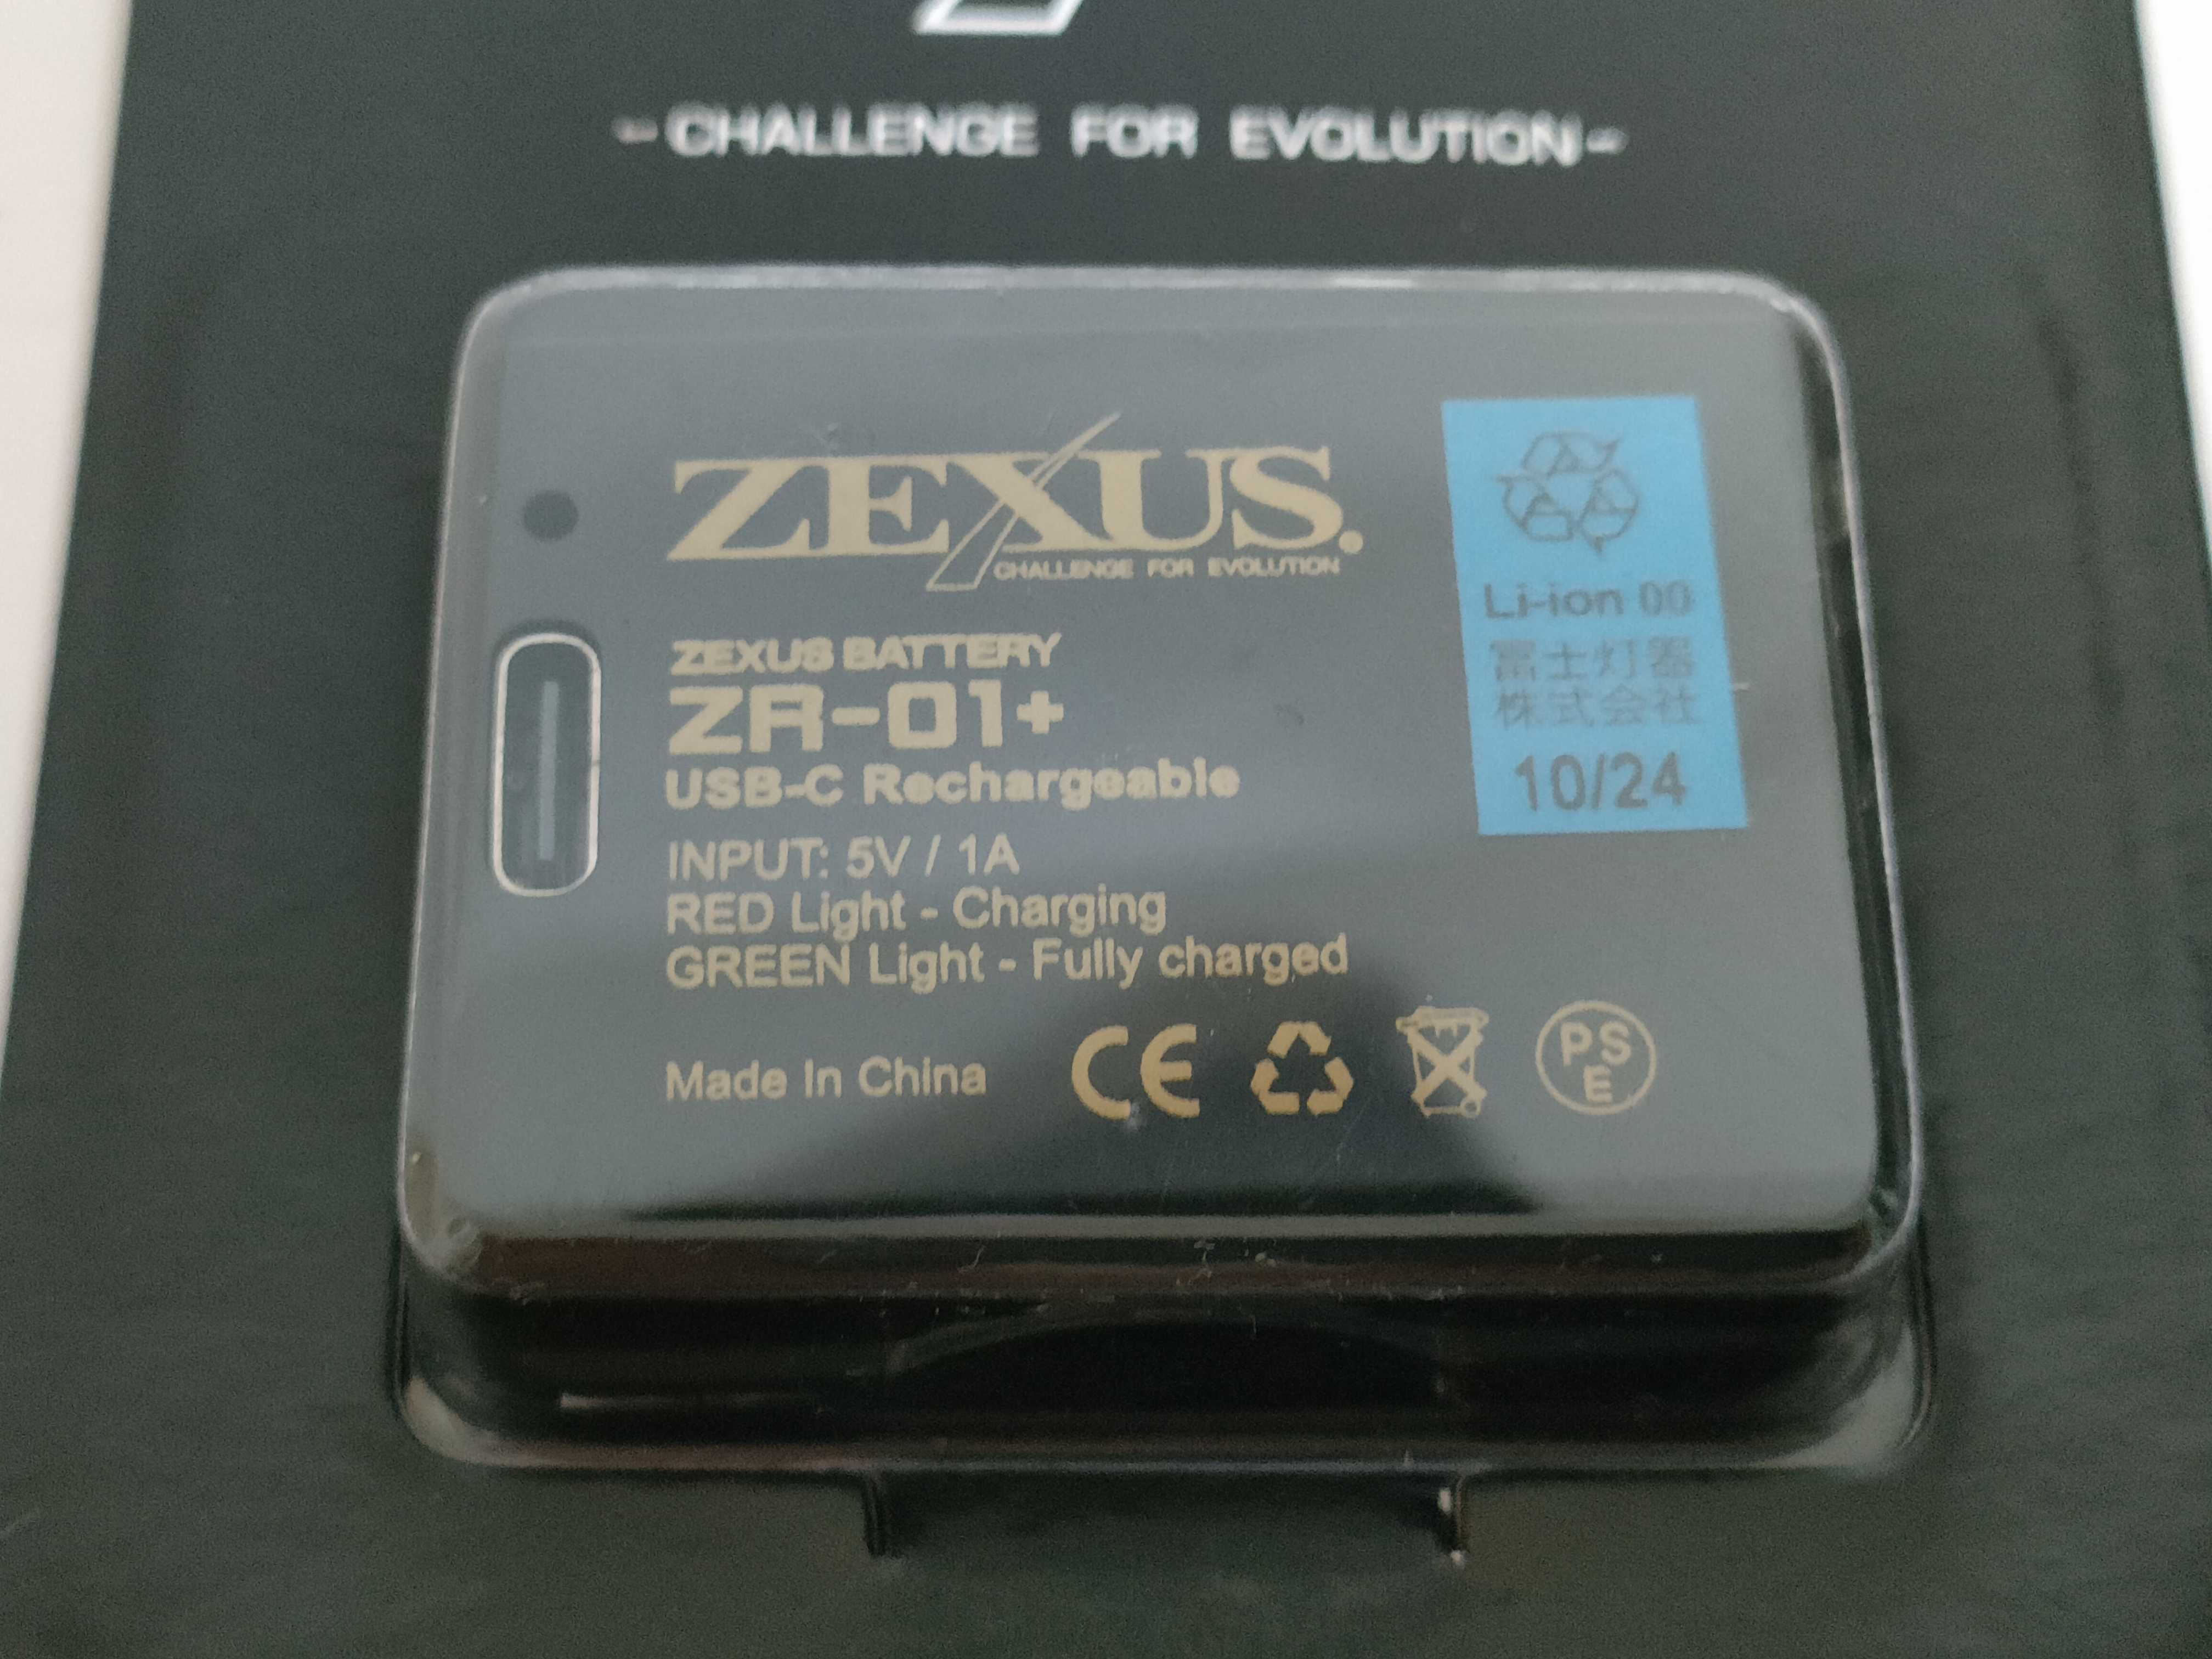 -CHALLENGE FOR EVOLUTION-
ZEXUS.
CHALLENGE FOR EVOLUTION
ZEXUS BATTERY
ZR-01+
USB-C Rechargeable
INPUT: 5V / 1A
RED Light - Charging
GREEN Light - Fully charged
Made In China
CE
PS
E
Li-ion 00
冨士灯器
株式会社
10/24